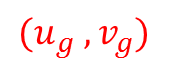 (u_g , v_g)